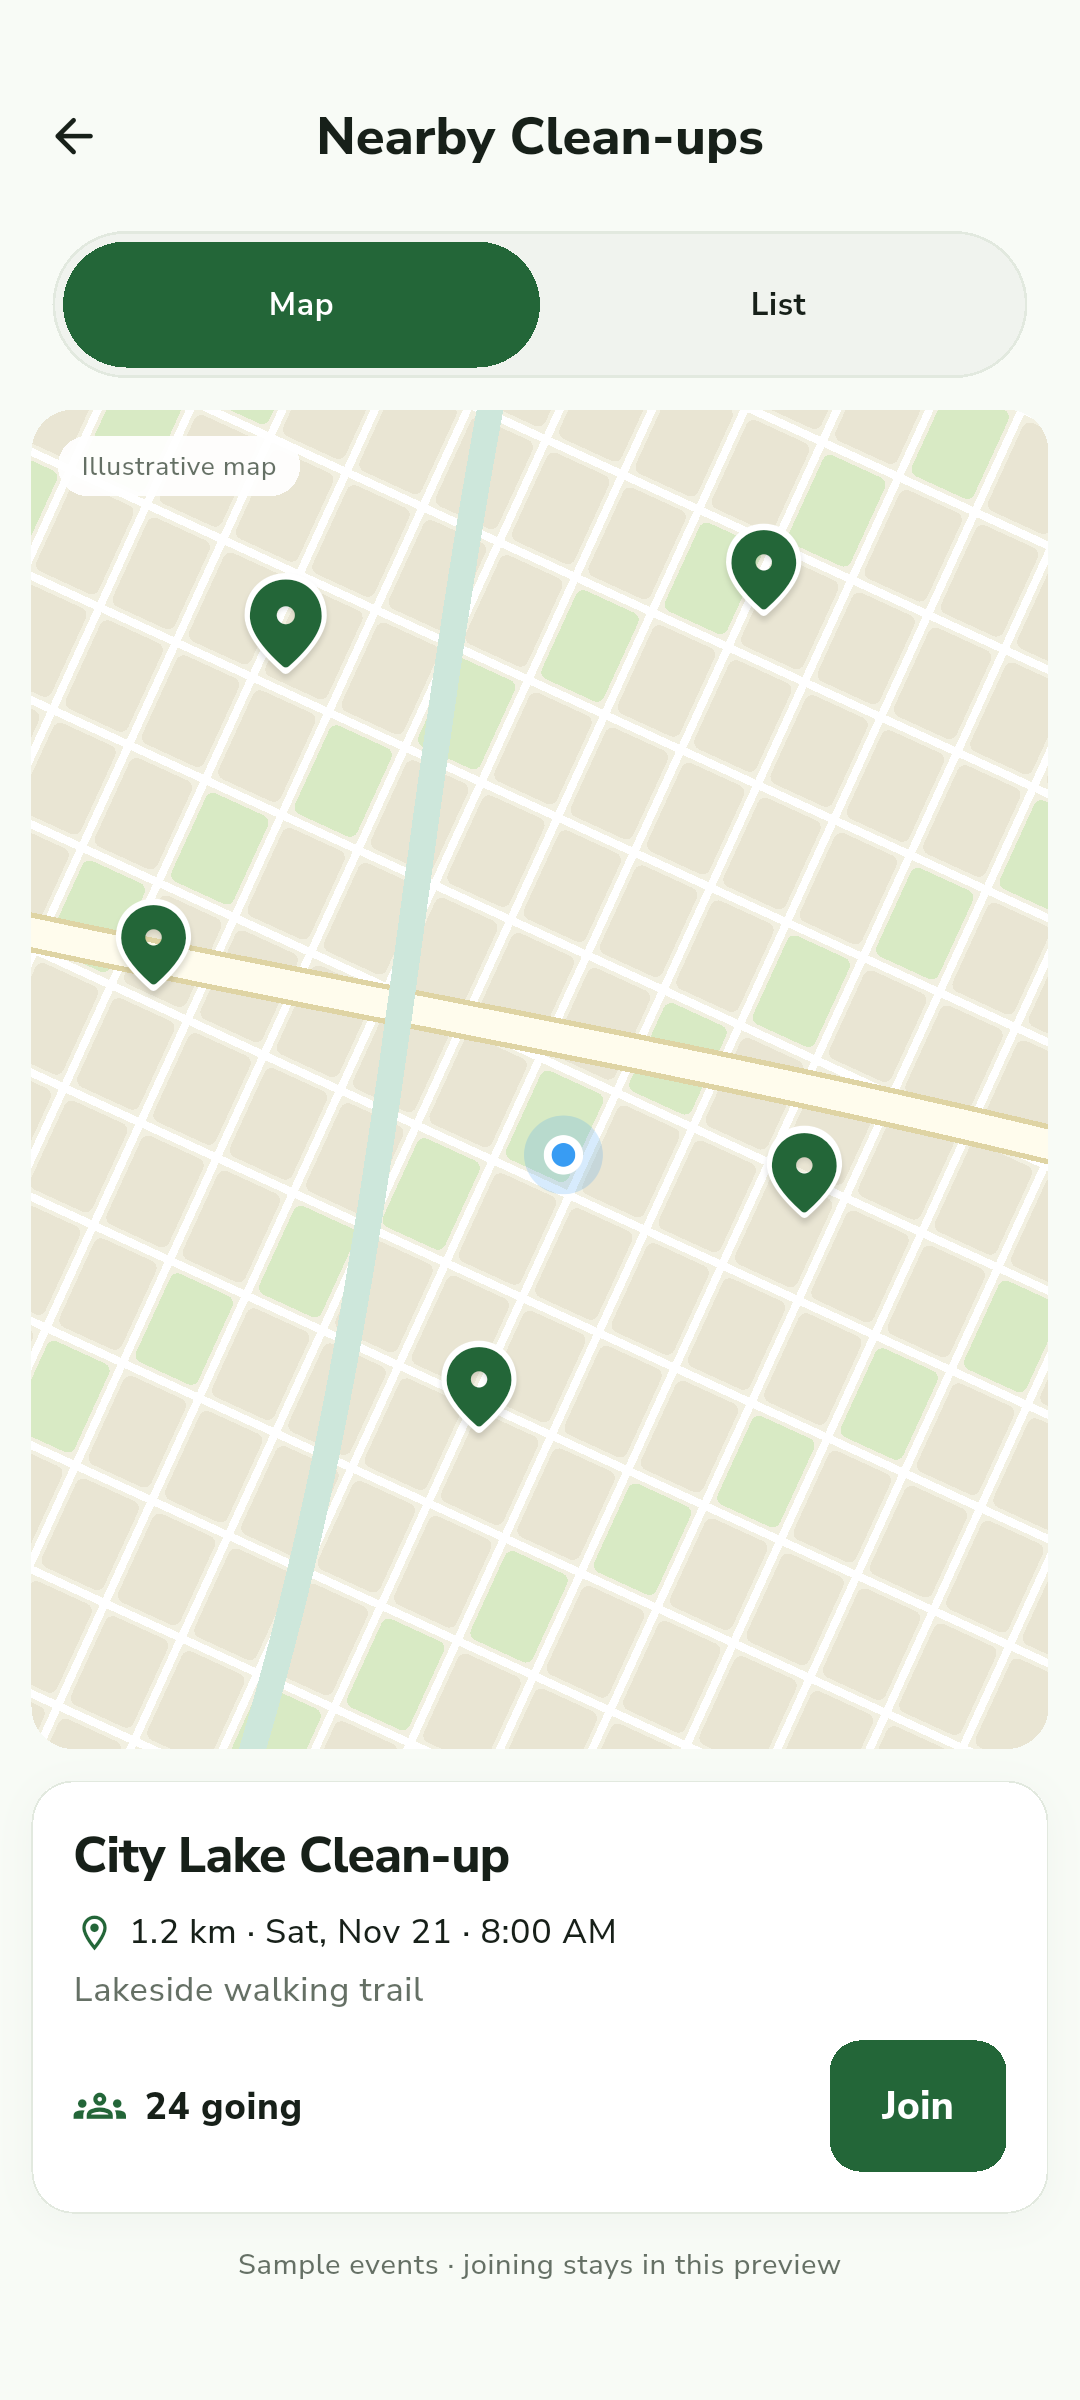 Nearby Clean-ups
Map
List
Illustrative map
City Lake Clean-up
1.2 km · Sat, Nov 21 · 8:00 AM
Lakeside walking trail
24 going
Join
Sample events · joining stays in this preview